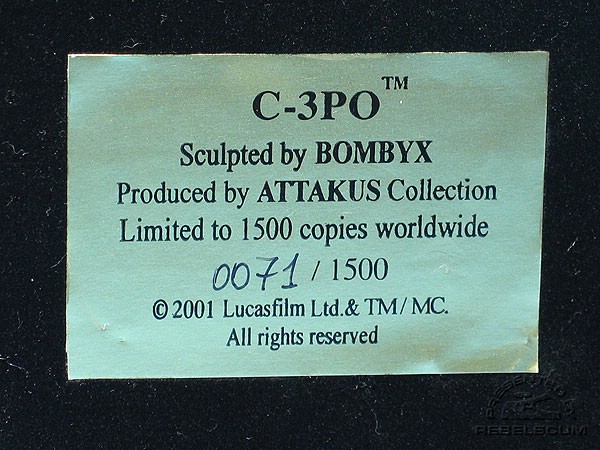 C-3PO™
Sculpted by BOMBYX
Produced by ATTAKUS Collection
Limited to 1500 copies worldwide
0071 / 1500
© 2001 Lucasfilm Ltd. & TM / MC.
All rights reserved
REBELSCUM